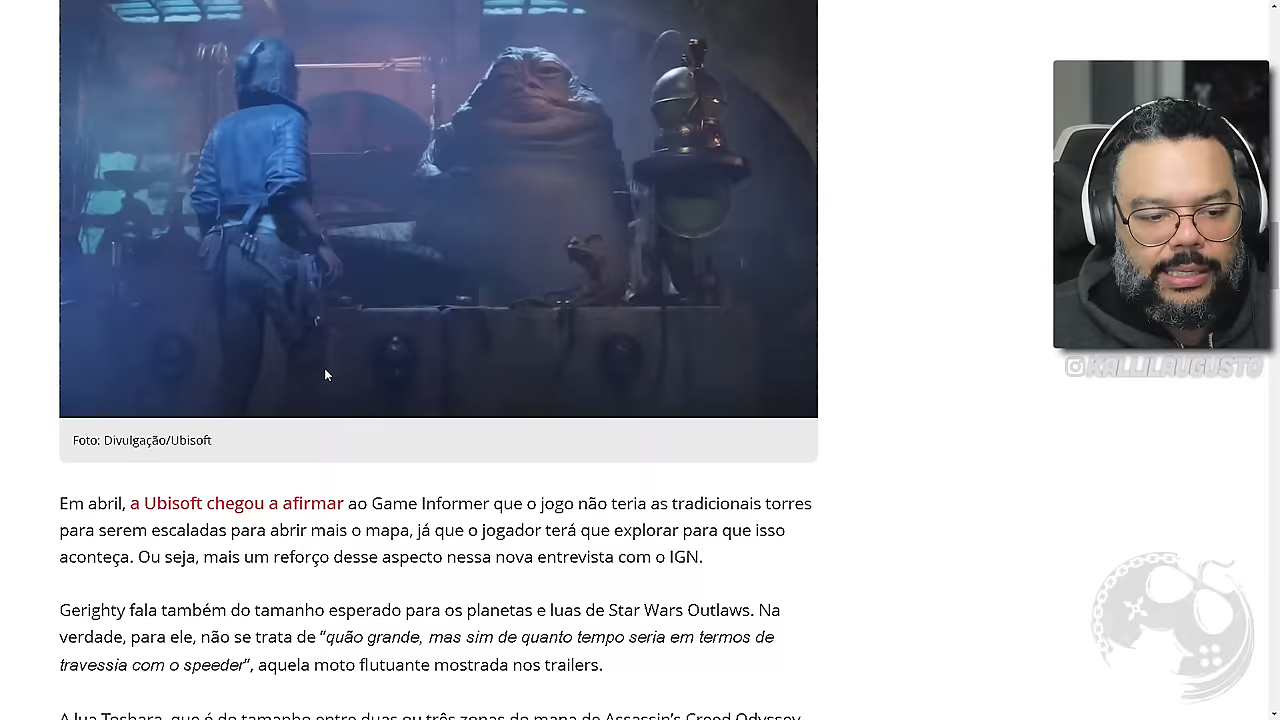 KALLILAUGUSTO
Foto: Divulgação/Ubisoft
Em abril, a Ubisoft chegou a afirmar ao Game Informer que o jogo não teria as tradicionais torres
para serem escaladas para abrir mais o mapa, já que o jogador terá que explorar para que isso
aconteça. Ou seja, mais um reforço desse aspecto nessa nova entrevista com o IGN.
Gerighty fala também do tamanho esperado para os planetas e luas de Star Wars Outlaws. Na
verdade, para ele, não se trata de "quão grande, mas sim de quanto tempo seria em termos de
travessia com o speeder", aquela moto flutuante mostrada nos trailers.
A lua Toshara, que é do tamanho entre duas ou três zonas do mapa de Assassin's Creed Odyssey,